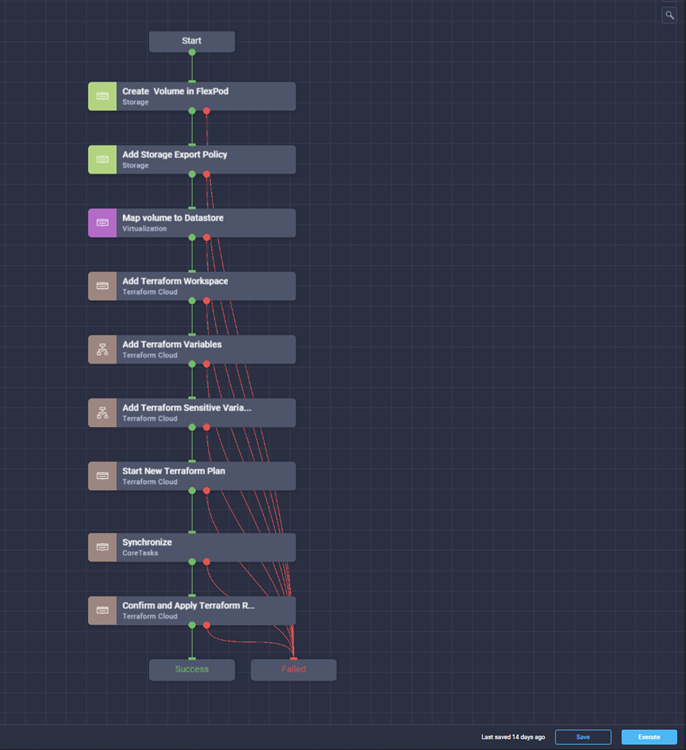 Start
Create Volume in FlexPod
Storage
Add Storage Export Policy
Storage
Map volume to Datastore
Virtualization
Add Terraform Workspace
Terraform Cloud
Add Terraform Variables
Terraform Cloud
Add Terraform Sensitive Varia...
Terraform Cloud
Start New Terraform Plan
Terraform Cloud
Synchronize
CoreTasks
Confirm and Apply Terraform R...
Terraform Cloud
Success
Failed
Last saved 14 days ago
Save
Execute